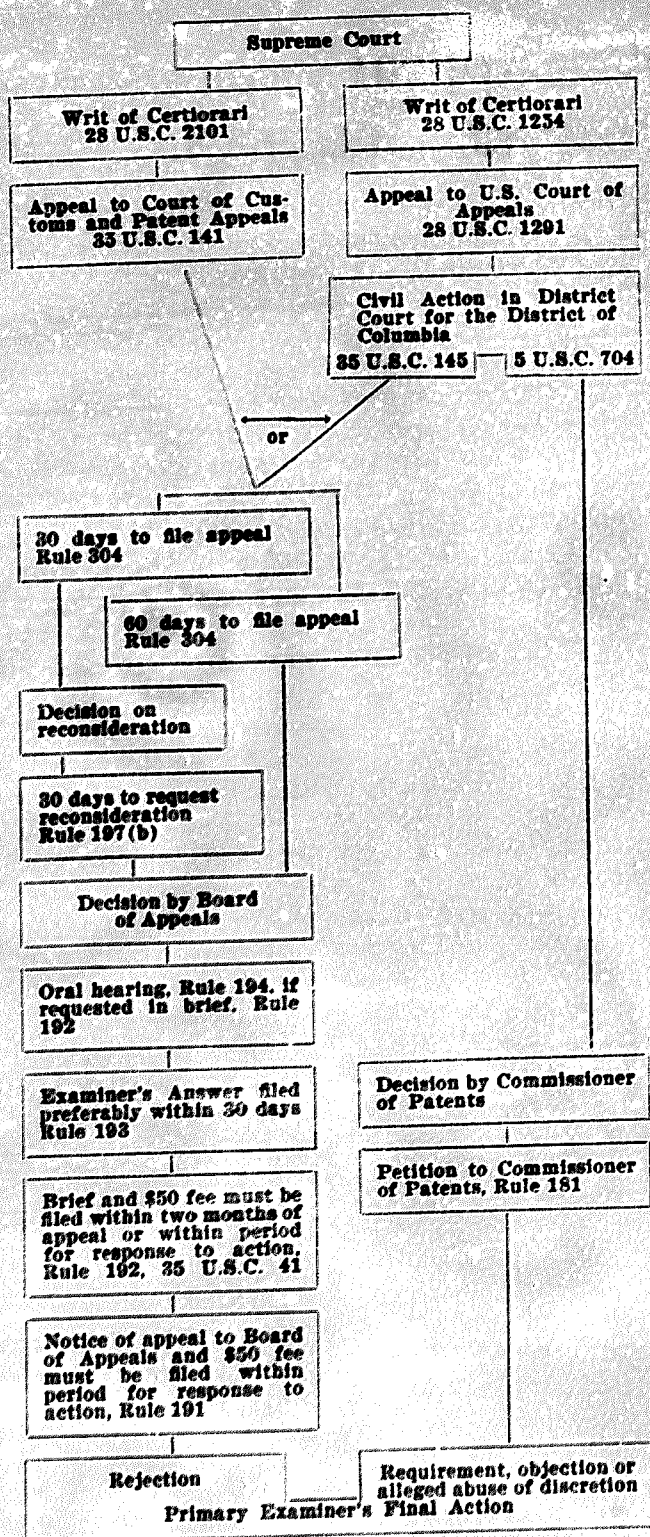 Supreme Court
Writ of Certiorari
28 U.S.C. 2101
Writ of Certiorari
28 U.S.C. 1254
Appeal to Court of Cus-
toms and Patent Appeals
35 U.S.C. 141
Appeal to U.S. Court of
Appeals
28 U.S.C. 1291
Civil Action in District
Court for the District of
Columbia
35 U.S.C. 145
5 U.S.C. 704
or
30 days to file appeal
Rule 304
60 days to file appeal
Rule 304
Decision on
reconsideration
30 days to request
reconsideration
Rule 197(b)
Decision by Board
of Appeals
Oral hearing, Rule 194, if
requested in brief, Rule
192
Examiner's Answer filed
preferably within 30 days
Rule 193
Decision by Commissioner
of Patents
Brief and $50 fee must be
filed within two months of
appeal or within period
for response to action,
Rule 192, 35 U.S.C. 41
Petition to Commissioner
of Patents, Rule 181
Notice of appeal to Board
of Appeals and $50 fee
must be filed within
period for response to
action, Rule 191
Rejection
Requirement, objection or
alleged abuse of discretion
Primary Examiner's Final Action